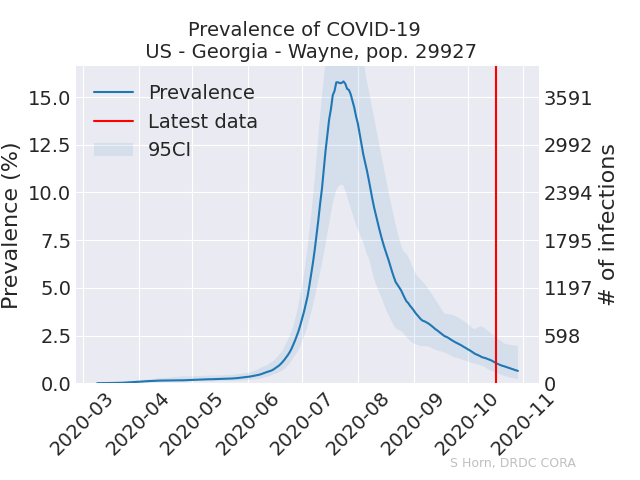 Prevalence of COVID-19
US - Georgia - Wayne, pop. 29927
Prevalence (%)
15.0
12.5
10.0
7.5
5.0
2.5
0.0
Prevalence
Latest data
95CI
3591
2992
2394
1795
1197
598
0
# of infections
2020-03
2020-04
2020-05
2020-06
2020-07
2020-08
2020-09
2020-10
2020-11
S Horn, DRDC CORA